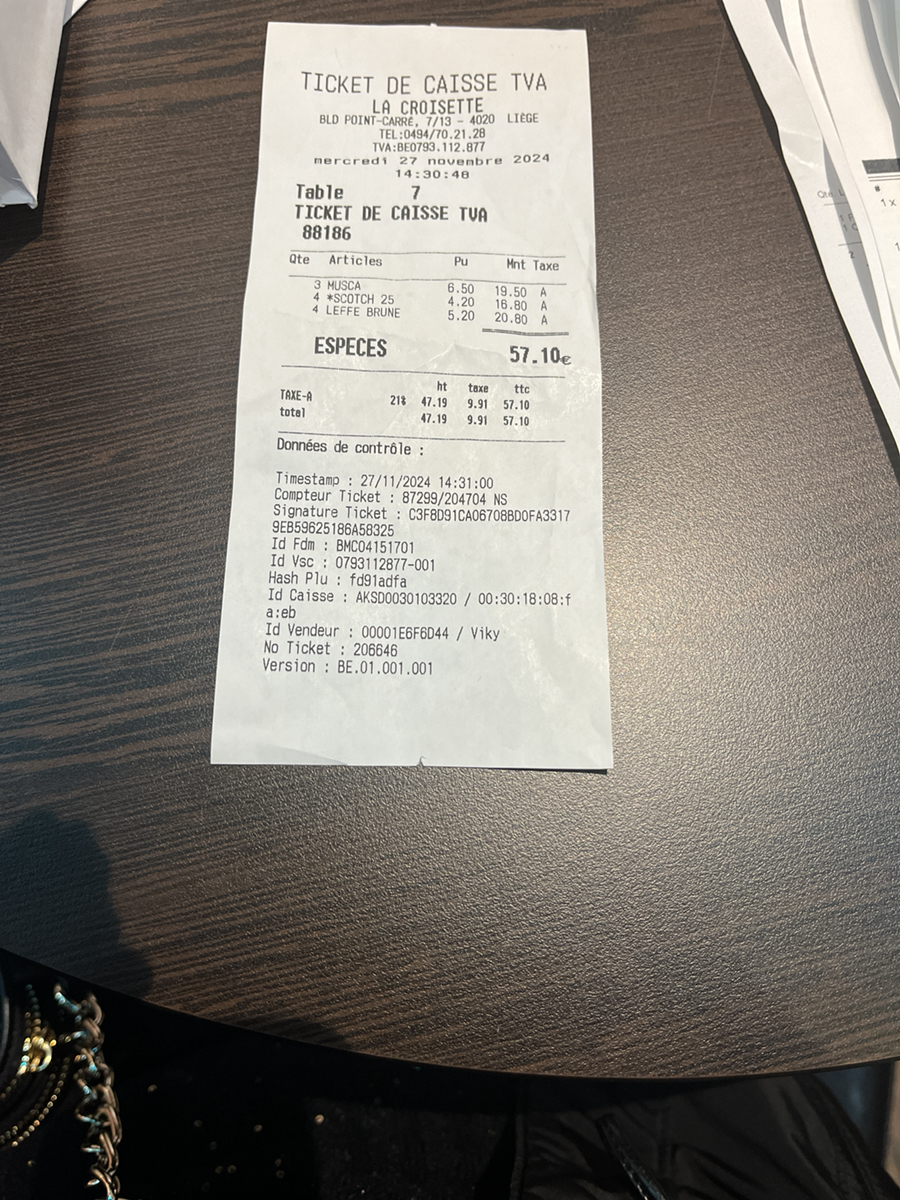 TICKET DE CAISSE TVA
LA CROISETTE
BLD POINT-CARRÉ, 7/13 - 4020 LIÈGE
TEL:0494/70.21.28
TVA:BE0793.112.877
mercredi 27 novembre 2024
14:30:48
Table 7
TICKET DE CAISSE TVA
88186
Qte Articles Pu Mnt Taxe
3 MUSCA 6.50 19.50 A
4 *SCOTCH 25 4.20 16.80 A
4 LEFFE BRUNE 5.20 20.80 A
ESPECES 57.10€
ht taxe ttc
TAXE-A 21% 47.19 9.91 57.10
total 47.19 9.91 57.10
Données de contrôle :
Timestamp : 27/11/2024 14:31:00
Compteur Ticket : 87299/204704 NS
Signature Ticket : C3F8D91CA06708BD0FA3317
9EB59625186A58325
Id Fdm : BMC04151701
Id Vsc : 0793112877-001
Hash Plu : fd91adfa
Id Caisse : AKSD0030103320 / 00:30:18:08:f
a:eb
Id Vendeur : 00001E6F6D44 / Viky
No Ticket : 206646
Version : BE.01.001.001
Qte
#
1 x
2